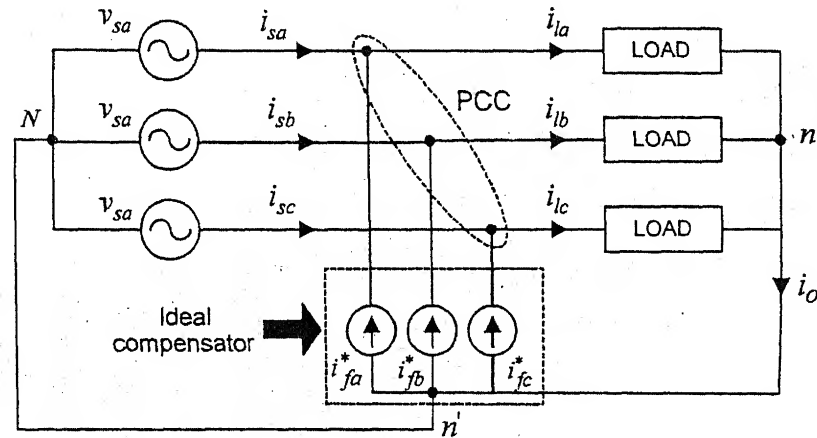 v_sa i_sa i_la LOAD
PCC
N v_sa i_sb i_lb LOAD n
v_sa i_sc i_lc LOAD
i_o
Ideal
compensator
i*_fa i*_fb i*_fc
n'